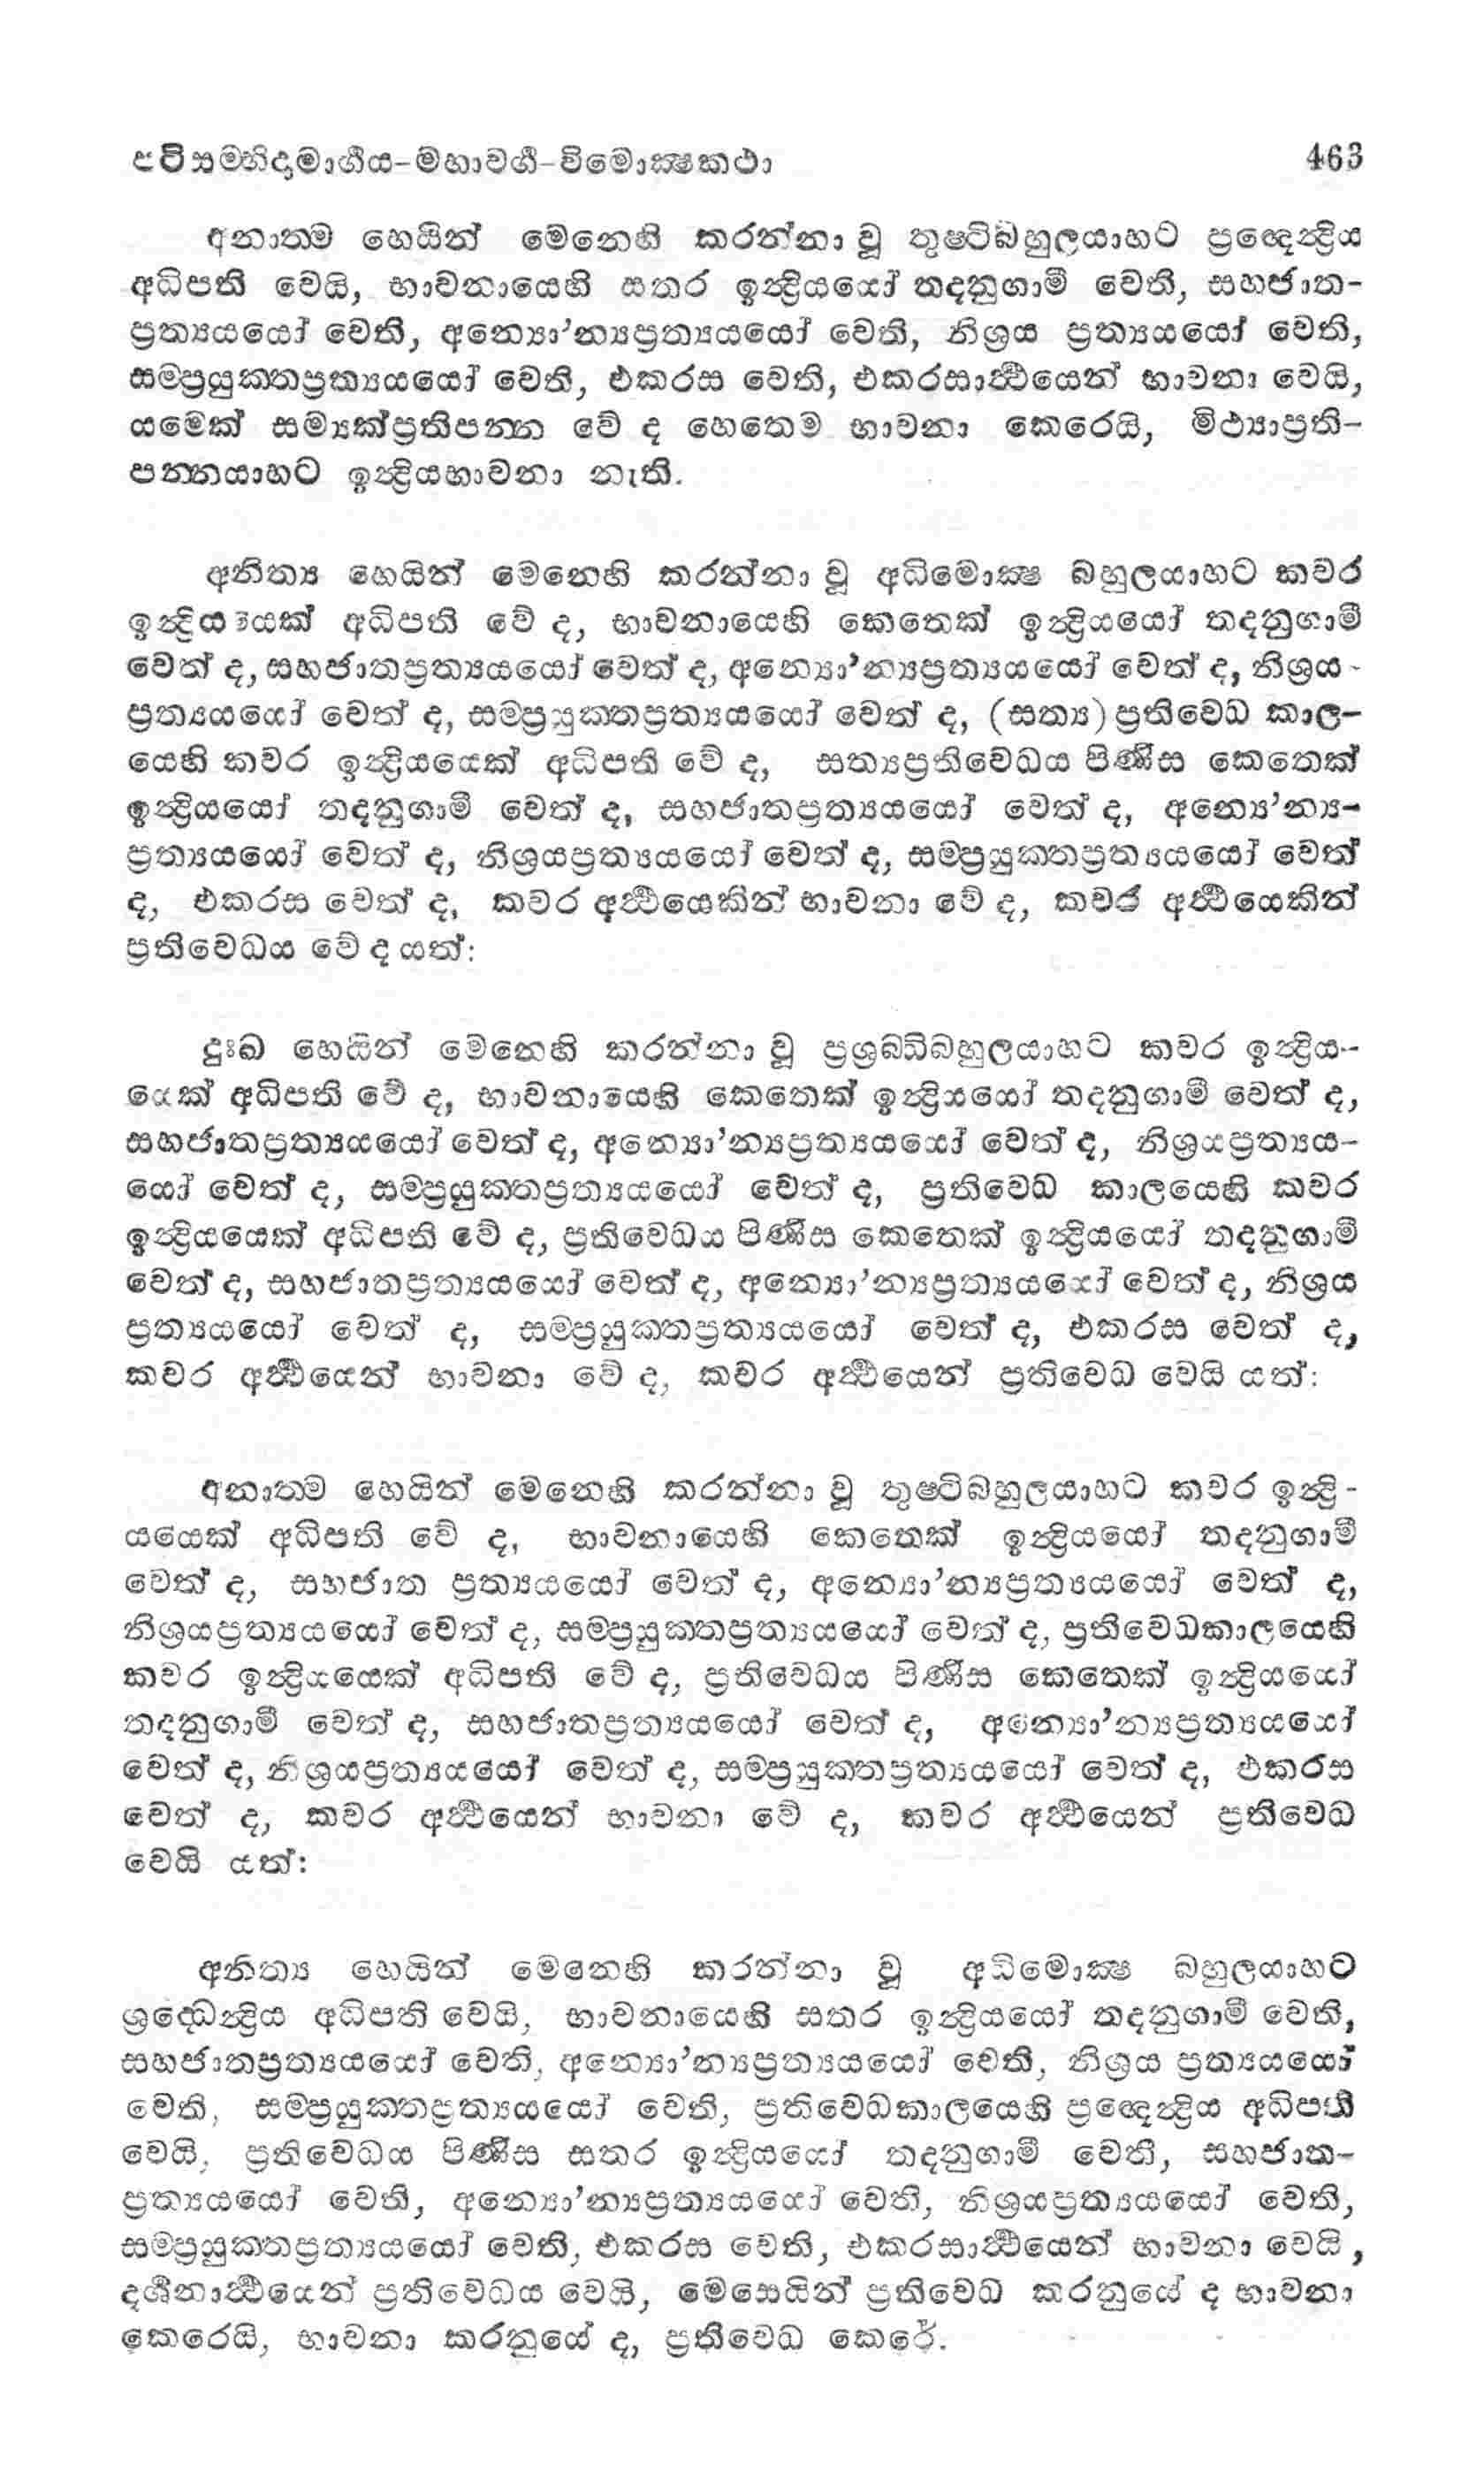 පටිසම්භිදාමාර්ගය-මහාවර්ග-විමොක්ෂකථා 463
අනාත්ම හෙයින් මෙනෙහි කරන්නා වූ තුෂ්ටිබහුලයාහට ප්‍රඥෙන්ද්‍රිය
අධිපති වෙයි, භාවනායෙහි සතර ඉන්ද්‍රියයෝ තදනුගාමී වෙති, සහජාත-
ප්‍රත්‍යයයෝ වෙති, අන්‍යො'න්‍යප්‍රත්‍යයයෝ වෙති, නිශ්‍රය ප්‍රත්‍යයයෝ වෙති,
සම්ප්‍රයුක්තප්‍රත්‍යයයෝ වෙති, එකරස වෙති, එකරසාර්ථයෙන් භාවනා වෙයි,
යමෙක් සම්‍යක්ප්‍රතිපන්න වේ ද හෙතෙම භාවනා කෙරෙයි, මිථ්‍යාප්‍රති-
පන්නයාහට ඉන්ද්‍රියභාවනා නැති.
අනිත්‍ය හෙයින් මෙනෙහි කරන්නා වූ අධිමොක්ෂ බහුලයාහට කවර
ඉන්ද්‍රියයක් අධිපති වේ ද, භාවනායෙහි කෙතෙක් ඉන්ද්‍රියයෝ තදනුගාමී
වෙත් ද, සහජාතප්‍රත්‍යයයෝ වෙත් ද, අන්‍යො'න්‍යප්‍රත්‍යයයෝ වෙත් ද, නිශ්‍රය-
ප්‍රත්‍යයයෝ වෙත් ද, සම්ප්‍රයුක්තප්‍රත්‍යයයෝ වෙත් ද, (සත්‍ය) ප්‍රතිවෙධ කාල-
යෙහි කවර ඉන්ද්‍රියයෙක් අධිපති වේ ද, සත්‍යප්‍රතිවෙධය පිණිස කෙතෙක්
ඉන්ද්‍රියයෝ තදනුගාමී වෙත් ද, සහජාතප්‍රත්‍යයයෝ වෙත් ද, අන්‍යෙ'න්‍ය-
ප්‍රත්‍යයයෝ වෙත් ද, නිශ්‍රයප්‍රත්‍යයයෝ වෙත් ද, සම්ප්‍රයුක්තප්‍රත්‍යයයෝ වෙත්
ද, එකරස වෙත් ද, කවර අර්ථයෙකින් භාවනා වේ ද, කවර අර්ථයෙකින්
ප්‍රතිවෙධය වේ ද යත්:
දුඃඛ හෙයින් මෙනෙහි කරන්නා වූ ප්‍රශ්‍රබ්ධිබහුලයාහට කවර ඉන්ද්‍රිය-
යෙක් අධිපති වේ ද, භාවනායෙහි කෙතෙක් ඉන්ද්‍රියයෝ තදනුගාමී වෙත් ද,
සහජාතප්‍රත්‍යයයෝ වෙත් ද, අන්‍යො'න්‍යප්‍රත්‍යයයෝ වෙත් ද, නිශ්‍රයප්‍රත්‍යය-
යෝ වෙත් ද, සම්ප්‍රයුක්තප්‍රත්‍යයයෝ වෙත් ද, ප්‍රතිවෙධ කාලයෙහි කවර
ඉන්ද්‍රියයෙක් අධිපති වේ ද, ප්‍රතිවෙධය පිණිස කෙතෙක් ඉන්ද්‍රියයෝ තදනුගාමී
වෙත් ද, සහජාතප්‍රත්‍යයයෝ වෙත් ද, අන්‍යො'න්‍යප්‍රත්‍යයයෝ වෙත් ද, නිශ්‍රය
ප්‍රත්‍යයයෝ වෙත් ද, සම්ප්‍රයුක්තප්‍රත්‍යයයෝ වෙත් ද, එකරස වෙත් ද,
කවර අර්ථයෙන් භාවනා වේ ද, කවර අර්ථයෙන් ප්‍රතිවෙධ වෙයි යත්:
අනාත්ම හෙයින් මෙනෙහි කරන්නා වූ තුෂ්ටිබහුලයාහට කවර ඉන්ද්‍රි-
යයෙක් අධිපති වේ ද, භාවනායෙහි කෙතෙක් ඉන්ද්‍රියයෝ තදනුගාමී
වෙත් ද, සහජාත ප්‍රත්‍යයයෝ වෙත් ද, අන්‍යො'න්‍යප්‍රත්‍යයයෝ වෙත් ද,
නිශ්‍රයප්‍රත්‍යයයෝ වෙත් ද, සම්ප්‍රයුක්තප්‍රත්‍යයයෝ වෙත් ද, ප්‍රතිවෙධකාලයෙහි
කවර ඉන්ද්‍රියයෙක් අධිපති වේ ද, ප්‍රතිවෙධය පිණිස කෙතෙක් ඉන්ද්‍රියයෝ
තදනුගාමී වෙත් ද, සහජාතප්‍රත්‍යයයෝ වෙත් ද, අන්‍යො'න්‍යප්‍රත්‍යයයෝ
වෙත් ද, නිශ්‍රයප්‍රත්‍යයයෝ වෙත් ද, සම්ප්‍රයුක්තප්‍රත්‍යයයෝ වෙත් ද, එකරස
වෙත් ද, කවර අර්ථයෙන් භාවනා වේ ද, කවර අර්ථයෙන් ප්‍රතිවෙධ
වෙයි යත්:
අනිත්‍ය හෙයින් මෙනෙහි කරන්නා වූ අධිමොක්ෂ බහුලයාහට
ශ්‍රද්ධෙන්ද්‍රිය අධිපති වෙයි, භාවනායෙහි සතර ඉන්ද්‍රියයෝ තදනුගාමී වෙති,
සහජාතප්‍රත්‍යයයෝ වෙති, අන්‍යො'න්‍යප්‍රත්‍යයයෝ වෙති, නිශ්‍රය ප්‍රත්‍යයයෝ
වෙති, සම්ප්‍රයුක්තප්‍රත්‍යයයෝ වෙති, ප්‍රතිවෙධකාලයෙහි ප්‍රඥෙන්ද්‍රිය අධිපති
වෙයි, ප්‍රතිවෙධය පිණිස සතර ඉන්ද්‍රියයෝ තදනුගාමී වෙති, සහජාත-
ප්‍රත්‍යයයෝ වෙති, අන්‍යො'න්‍යප්‍රත්‍යයයෝ වෙති, නිශ්‍රයප්‍රත්‍යයයෝ වෙති,
සම්ප්‍රයුක්තප්‍රත්‍යයයෝ වෙති, එකරස වෙති, එකරසාර්ථයෙන් භාවනා වෙයි,
දර්ශනාර්ථයෙන් ප්‍රතිවෙධය වෙයි, මෙසෙයින් ප්‍රතිවෙධ කරනුයේ ද භාවනා
කෙරෙයි, භාවනා කරනුයේ ද, ප්‍රතිවෙධ කෙරේ.